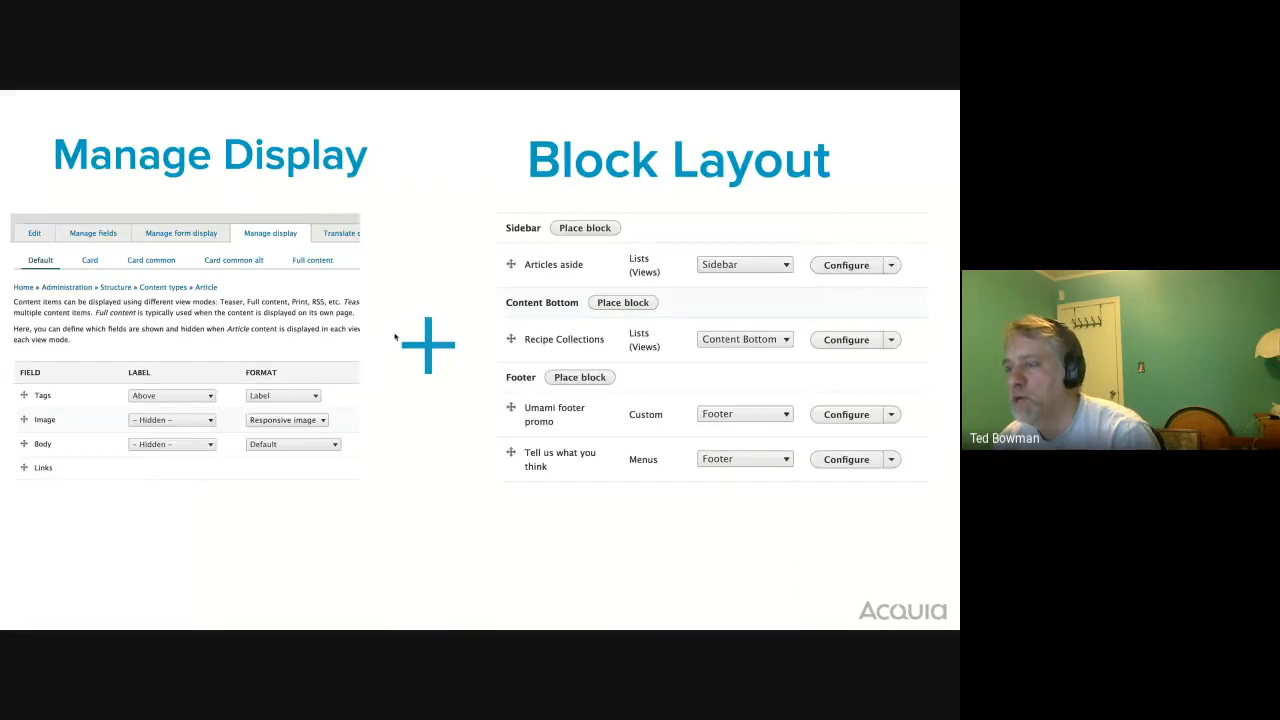 Manage Display
Edit Manage fields Manage form display Manage display Translate c
Default Card Card common Card common alt Full content
Home » Administration » Structure » Content types » Article
Content items can be displayed using different view modes: Teaser, Full content, Print, RSS, etc. Teas
multiple content items. Full content is typically used when the content is displayed on its own page.
Here, you can define which fields are shown and hidden when Article content is displayed in each view
each view mode.
FIELD LABEL FORMAT
Tags Above Label
Image - Hidden - Responsive image
Body - Hidden - Default
Links
Block Layout
Sidebar Place block
Articles aside Lists (Views) Sidebar Configure
Content Bottom Place block
Recipe Collections Lists (Views) Content Bottom Configure
Footer Place block
Umami footer promo Custom Footer Configure
Tell us what you think Menus Footer Configure
ACQUIA
Ted Bowman